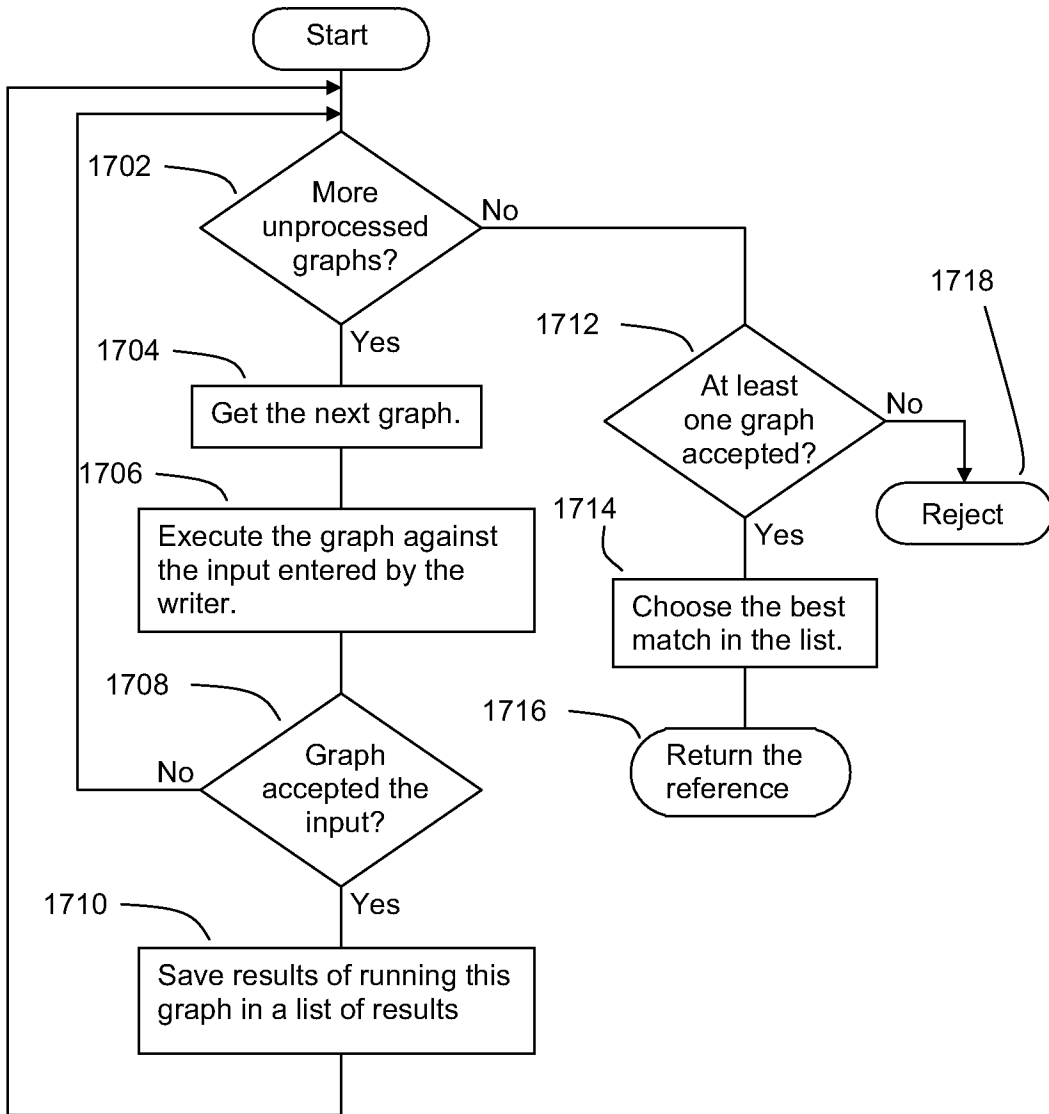 Start
1702
More
unprocessed
graphs?
No
Yes
1704
Get the next graph.
1706
Execute the graph against
the input entered by the
writer.
1708
Graph
accepted the
input?
No
Yes
1710
Save results of running this
graph in a list of results
1712
At least
one graph
accepted?
No
1718
Reject
Yes
1714
Choose the best
match in the list.
1716
Return the
reference